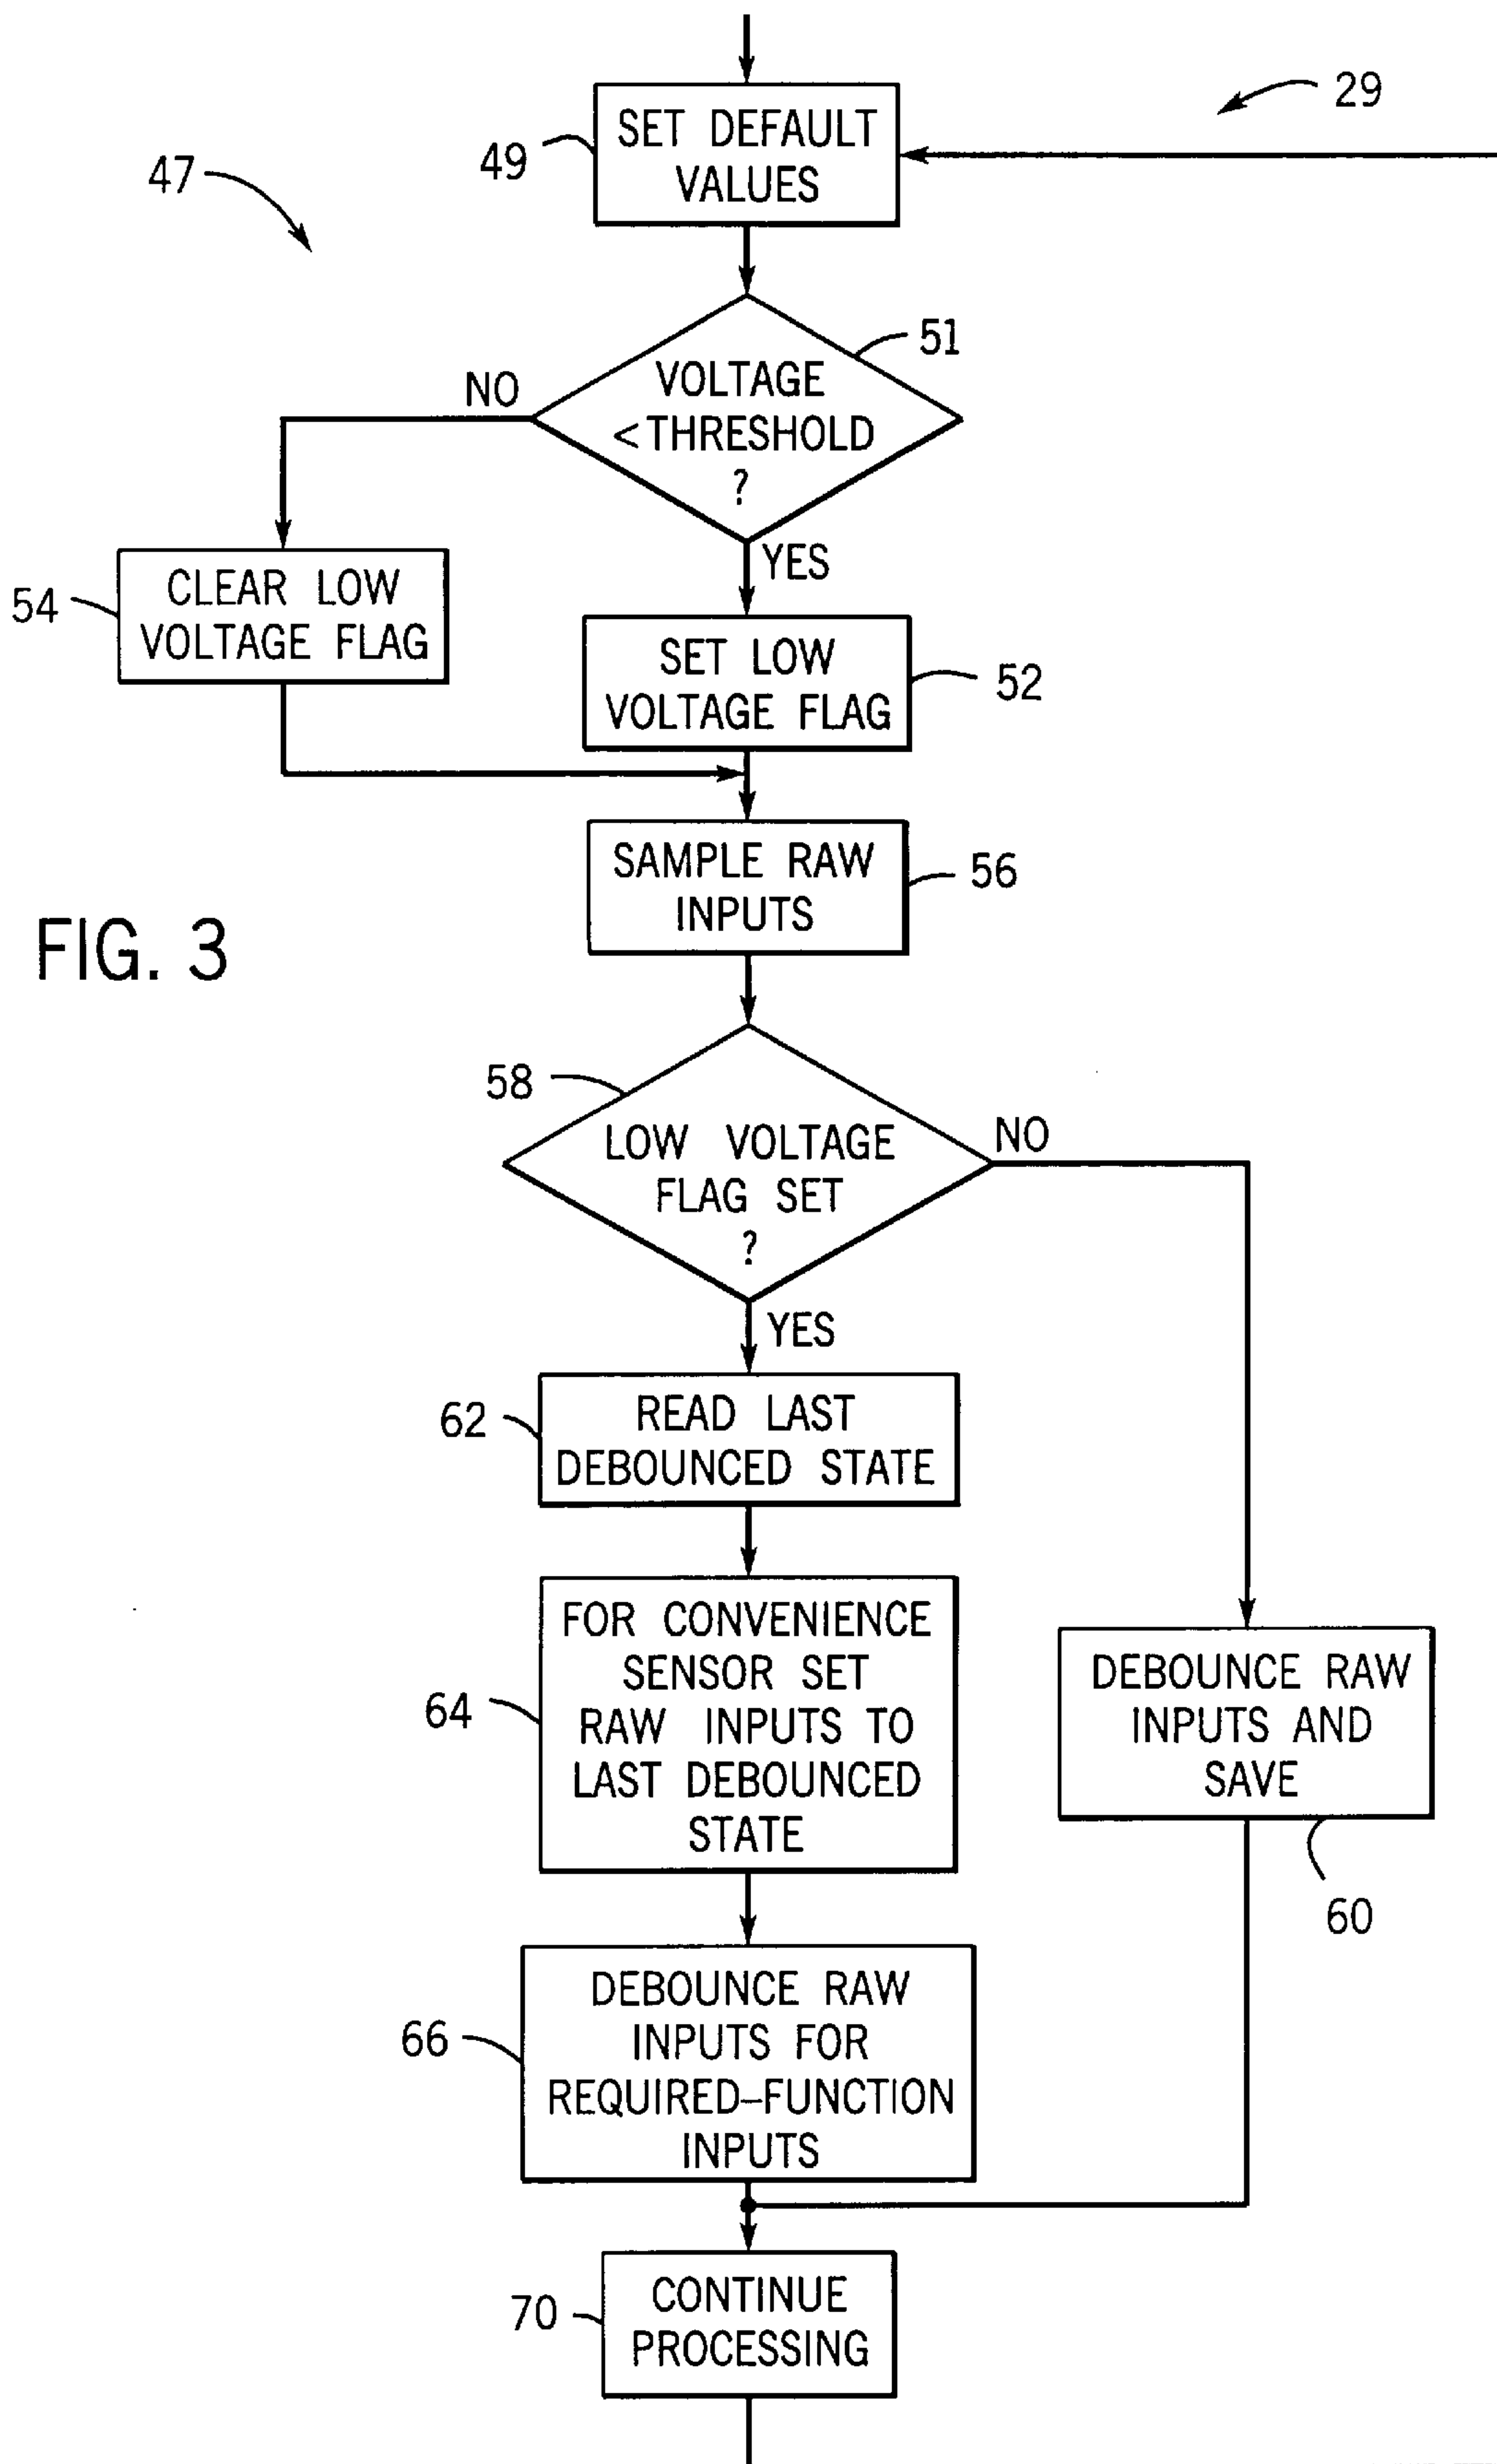 29
SET DEFAULT
VALUES
49
47
51
VOLTAGE
<THRESHOLD
?
NO
YES
CLEAR LOW
VOLTAGE FLAG
54
SET LOW
VOLTAGE FLAG
52
SAMPLE RAW
INPUTS
56
FIG. 3
58
LOW VOLTAGE
FLAG SET
?
NO
YES
READ LAST
DEBOUNCED STATE
62
FOR CONVENIENCE
SENSOR SET
RAW INPUTS TO
LAST DEBOUNCED
STATE
64
DEBOUNCE RAW
INPUTS AND
SAVE
60
DEBOUNCE RAW
INPUTS FOR
REQUIRED–FUNCTION
INPUTS
66
CONTINUE
PROCESSING
70